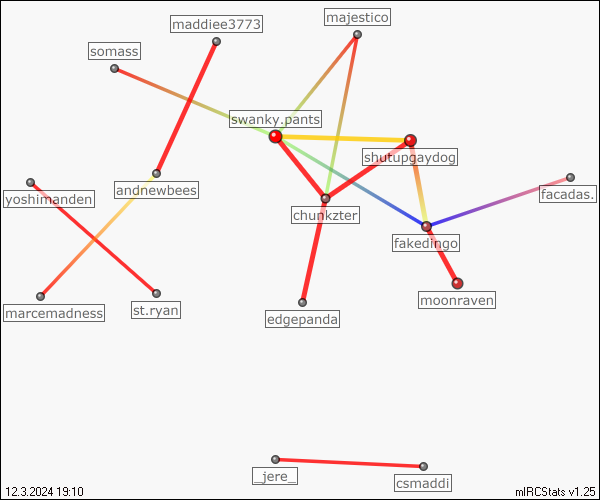 maddiee3773
majestico
somass
swanky.pants
shutupgaydog
andnewbees
facadas.
yoshimanden
chunkzter
fakedingo
moonraven
marcemadness
st.ryan
edgepanda
_jere_
csmaddi
12.3.2024 19:10
mIRCStats v1.25